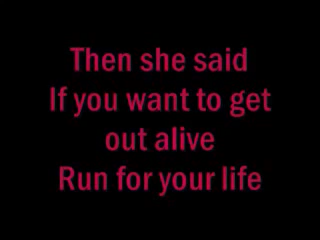 Then she said
If you want to get
out alive
Run for your life